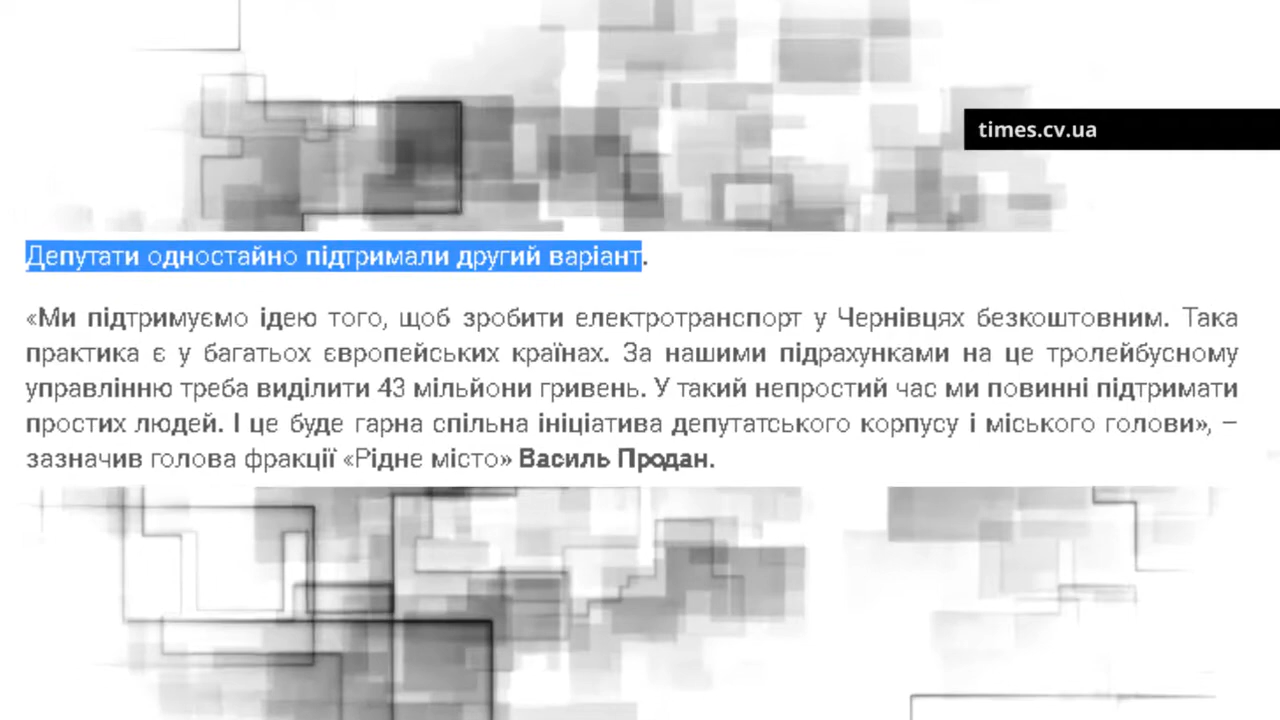 times.cv.ua
Депутати одностайно підтримали другий варіант.
«Ми підтримуємо ідею того, щоб зробити електротранспорт у Чернівцях безкоштовним. Така
практика є у багатьох європейських країнах. За нашими підрахунками на це тролейбусному
управлінню треба виділити 43 мільйони гривень. У такий непростий час ми повинні підтримати
простих людей. І це буде гарна спільна ініціатива депутатського корпусу і міського голови», –
зазначив голова фракції «Рідне місто» Василь Продан.